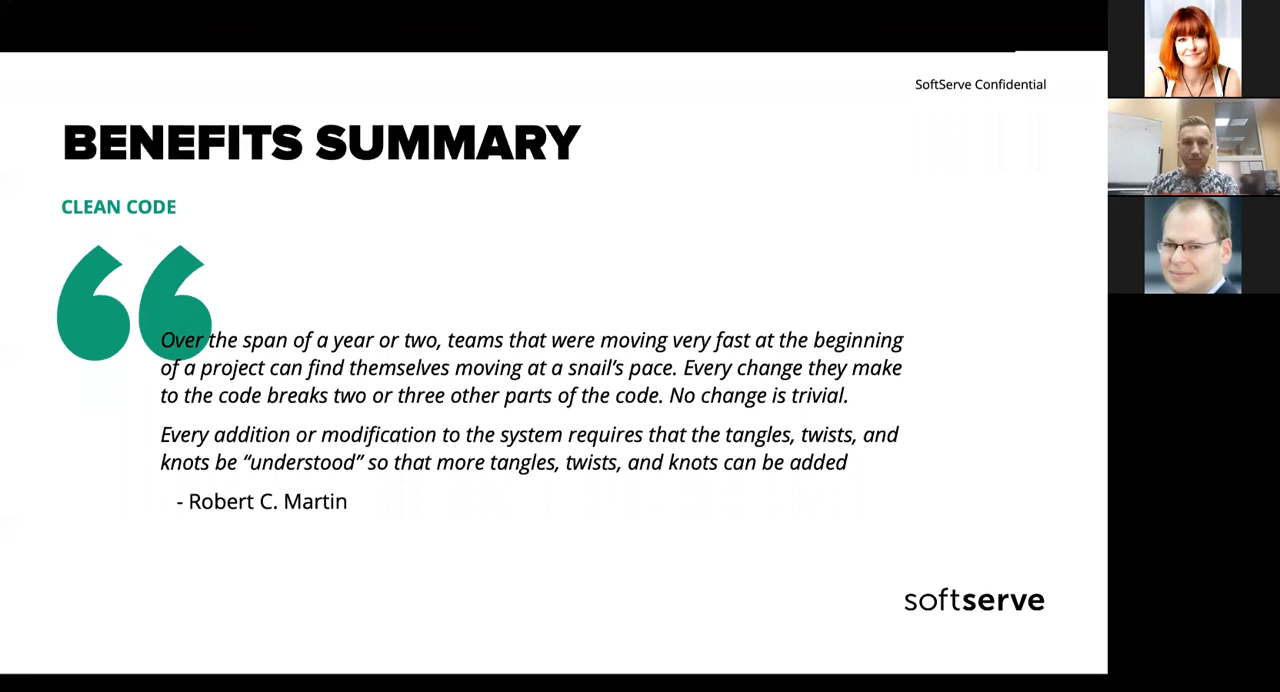 SoftServe Confidential
BENEFITS SUMMARY
CLEAN CODE
Over the span of a year or two, teams that were moving very fast at the beginning
of a project can find themselves moving at a snail’s pace. Every change they make
to the code breaks two or three other parts of the code. No change is trivial.
Every addition or modification to the system requires that the tangles, twists, and
knots be “understood” so that more tangles, twists, and knots can be added
- Robert C. Martin
softserve